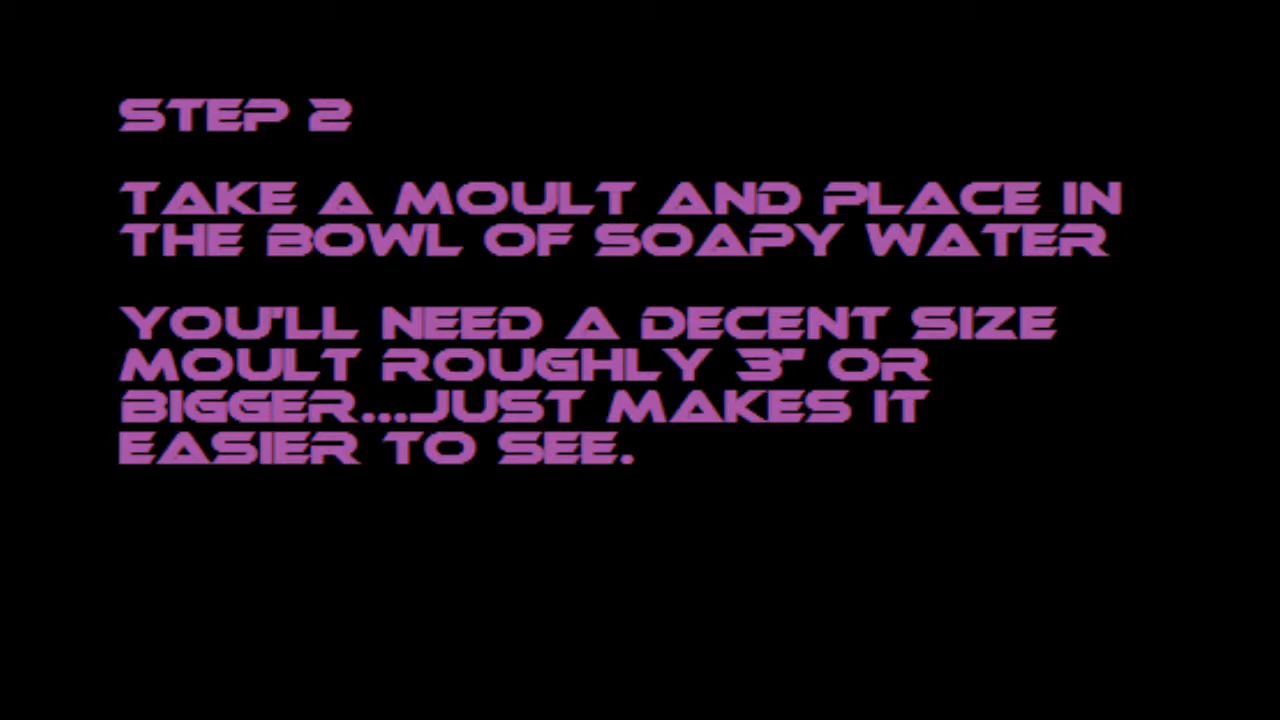 STEP 2
TAKE A MOULT AND PLACE IN
THE BOWL OF SOAPY WATER
YOU'LL NEED A DECENT SIZE
MOULT ROUGHLY 3" OR
BIGGER...JUST MAKES IT
EASIER TO SEE.